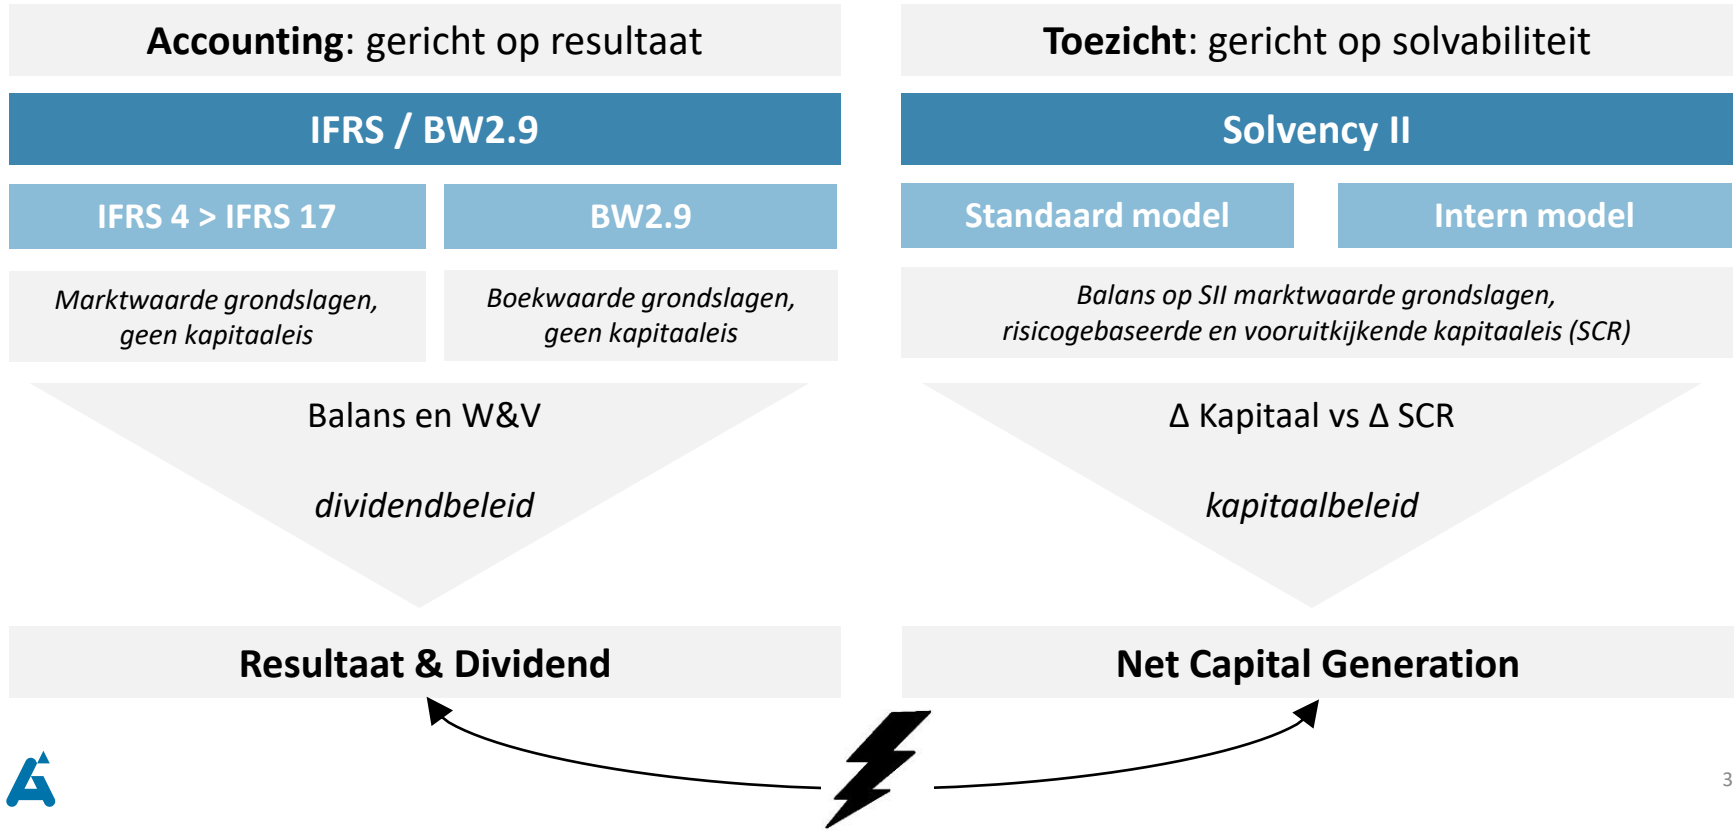 Accounting: gericht op resultaat
IFRS / BW2.9
IFRS 4 > IFRS 17
BW2.9
Marktwaarde grondslagen,
geen kapitaaleis
Boekwaarde grondslagen,
geen kapitaaleis
Balans en W&V
dividendbeleid
Resultaat & Dividend
Toezicht: gericht op solvabiliteit
Solvency II
Standaard model
Intern model
Balans op SII marktwaarde grondslagen,
risicogebaseerde en vooruitkijkende kapitaaleis (SCR)
Δ Kapitaal vs Δ SCR
kapitaalbeleid
Net Capital Generation
3